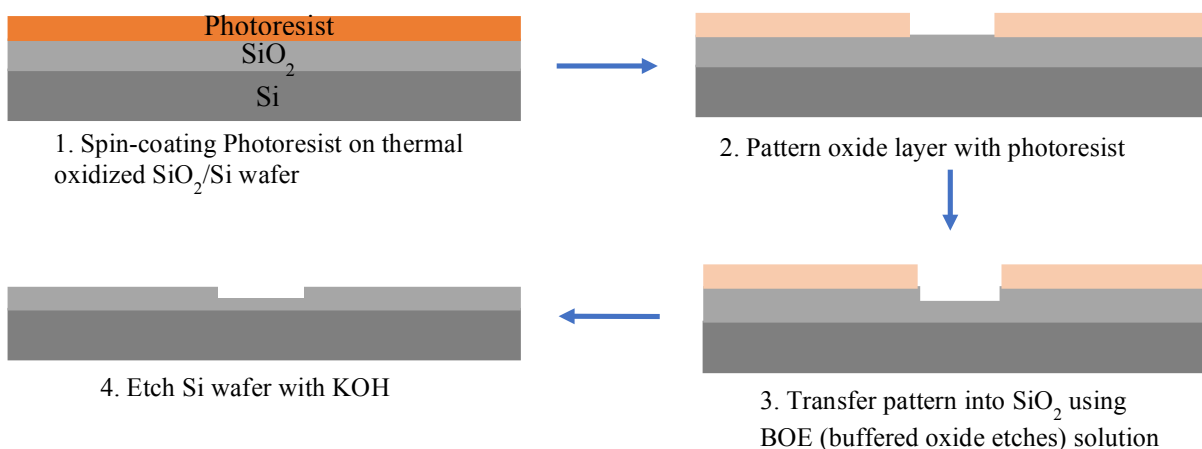 Photoresist
SiO₂
Si
1. Spin-coating Photoresist on thermal
oxidized SiO₂/Si wafer
2. Pattern oxide layer with photoresist
3. Transfer pattern into SiO₂ using
BOE (buffered oxide etches) solution
4. Etch Si wafer with KOH